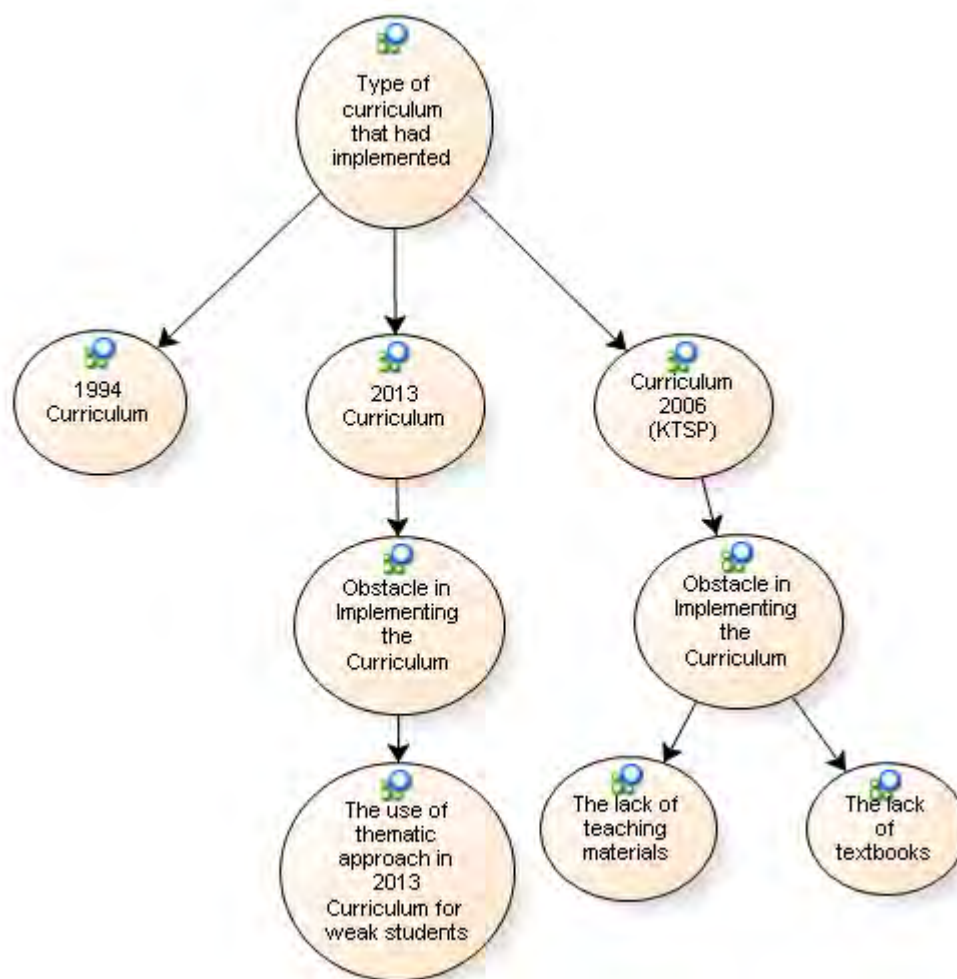 Type of
curriculum
that had
implemented
1994
Curriculum
2013
Curriculum
Curriculum
2006
(KTSP)
Obstacle in
Implementing
the
Curriculum
Obstacle in
Implementing
the
Curriculum
The use of
thematic
approach in
2013
Curriculum for
weak students
The lack of
teaching
materials
The lack
of
textbooks